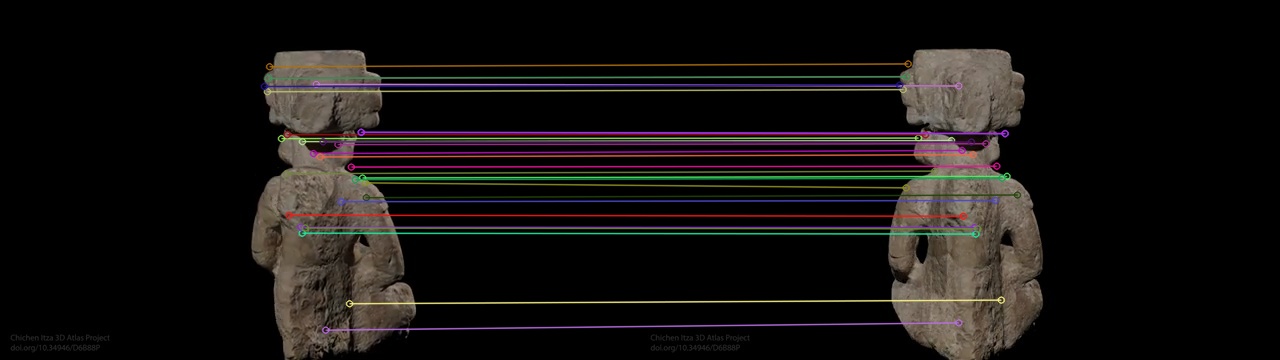 Chichen Itza 3D Atlas Project
doi.org/10.34946/D6B88P
Chichen Itza 3D Atlas Project
doi.org/10.34946/D6B88P